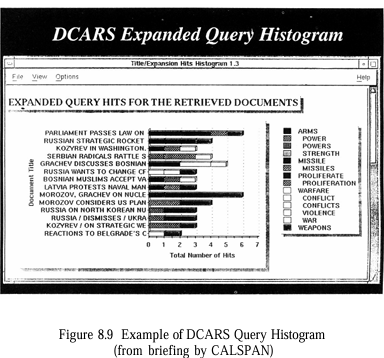 DCARS Expanded Query Histogram
Title/Expansion Hits Histogram 1.3
File View Options Help
EXPANDED QUERY HITS FOR THE RETRIEVED DOCUMENTS
Document Title
PARLIAMENT PASSES LAW ON
RUSSIAN STRATEGIC ROCKET
KOZYREV IN WASHINGTON,
SERBIAN RADICALS RATTLE S
GRACHEV DISCUSSES BOSNIAN
RUSSIA WANTS TO CHANGE CF
BOSNIAN MUSLIMS ACCEPT VA
LATVIA PROTESTS NAVAL MAN
MOROZOV, GRACHEV ON NUCLE
MOROZOV CONSIDERS US PLAN
RUSSIA ON NORTH KOREAN NU
RUSSIA / DISMISSES / UKRA
KOZYREV / ON STRATEGIC WE
REACTIONS TO BELGRADE'S C
0 1 2 3 4 5 6 7
Total Number of Hits
ARMS
POWER
POWERS
STRENGTH
MISSILE
MISSILES
PROLIFERATE
PROLIFERATION
WARFARE
CONFLICT
CONFLICTS
VIOLENCE
WAR
WEAPONS
Figure 8.9 Example of DCARS Query Histogram
(from briefing by CALSPAN)